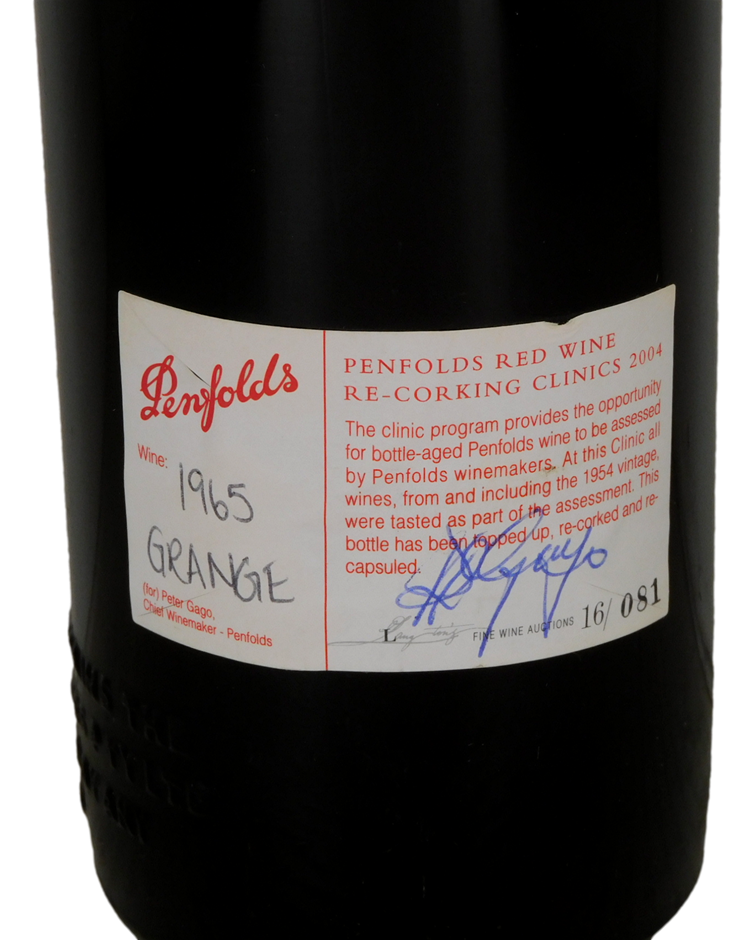 Penfolds
Wine:
1965
GRANGE
(for) Peter Gago,
Chief Winemaker - Penfolds
PENFOLDS RED WINE
RE-CORKING CLINICS 2004
The clinic program provides the opportunity
for bottle-aged Penfolds wine to be assessed
by Penfolds winemakers. At this Clinic all
wines, from and including the 1954 vintage,
were tasted as part of the assessment. This
bottle has been topped up, re-corked and re-
capsuled.
FINE WINE AUCTIONS 16/ 081